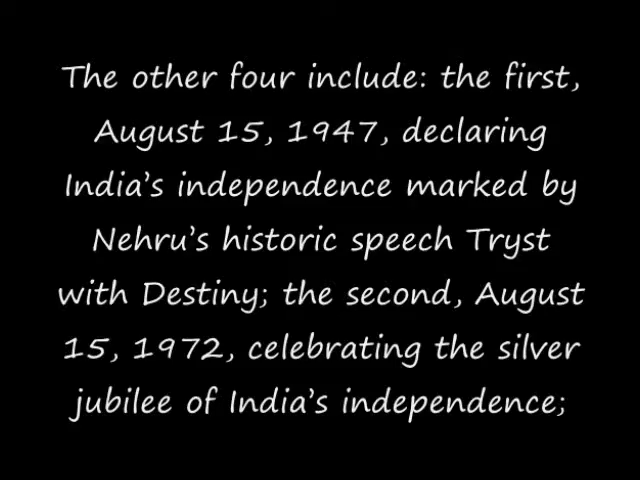 The other four include: the first,
August 15, 1947, declaring
India's independence marked by
Nehru's historic speech Tryst
with Destiny; the second, August
15, 1972, celebrating the silver
jubilee of India's independence;